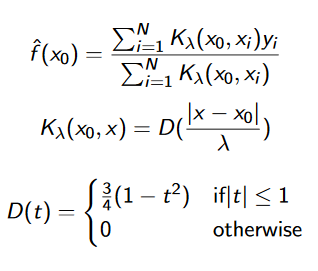 f̂(x₀) = ∑ᵢ₌₁ᴺ K_λ(x₀, xᵢ)yᵢ / ∑ᵢ₌₁ᴺ K_λ(x₀, xᵢ)
K_λ(x₀, x) = D(|x − x₀| / λ)
D(t) = { ¾(1 − t²) if|t| ≤ 1
0 otherwise